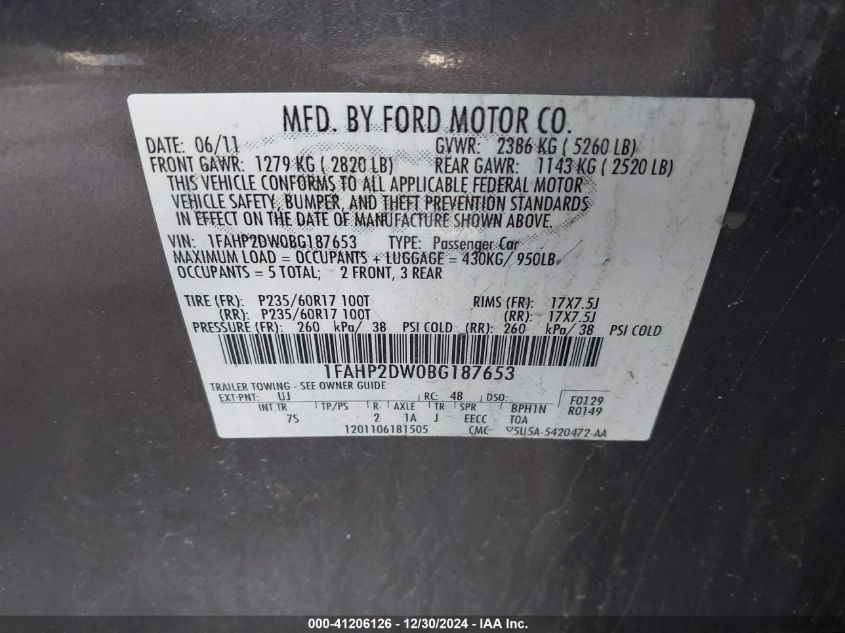 MFD. BY FORD MOTOR CO.
DATE: 06/11 GVWR: 2386 KG ( 5260 LB)
FRONT GAWR: 1279 KG ( 2820 LB) REAR GAWR: 1143 KG ( 2520 LB)
THIS VEHICLE CONFORMS TO ALL APPLICABLE FEDERAL MOTOR
VEHICLE SAFETY, BUMPER, AND THEFT PREVENTION STANDARDS
IN EFFECT ON THE DATE OF MANUFACTURE SHOWN ABOVE.
VIN: 1FAHP2DW0BG187653 TYPE: Passenger Car
MAXIMUM LOAD = OCCUPANTS + LUGGAGE = 430KG/ 950LB.
OCCUPANTS = 5 TOTAL; 2 FRONT, 3 REAR
TIRE (FR): P235/60R17 100T RIMS (FR): 17X7.5J
(RR): P235/60R17 100T (RR): 17X7.5J
PRESSURE (FR): 260 kPa/ 38 PSI COLD (RR): 260 kPa/ 38 PSI COLD
1FAHP2DW0BG187653
TRAILER TOWING - SEE OWNER GUIDE
EXT PNT: UJ RC: 48 DSO: F0129
R0149
INT TR TP/PS R AXLE TR SPR BPH1N
7S 2 1A J EECC TOA
1201106181505 CMC 5U5A-5420472-AA
000-41206126 - 12/30/2024 - IAA Inc.